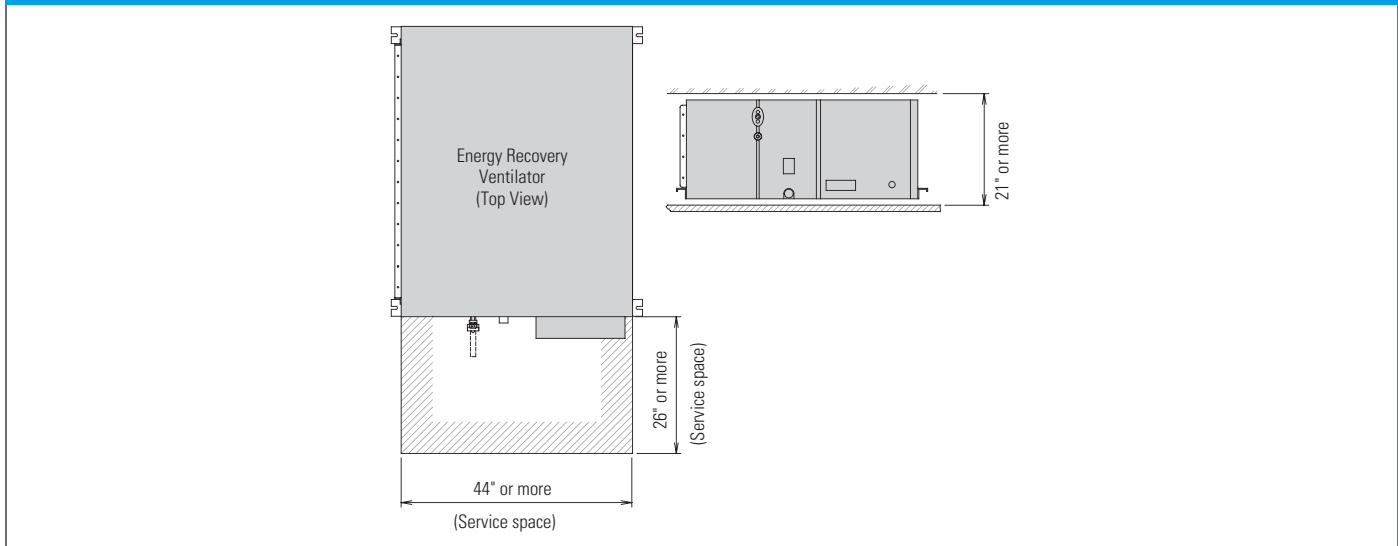 Energy Recovery
Ventilator
(Top View)
21" or more
26" or more
(Service space)
44" or more
(Service space)